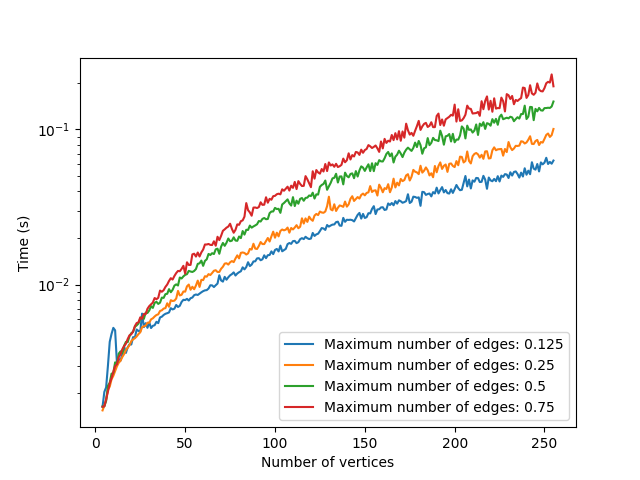 10⁻¹
10⁻²
Time (s)
0
50
100
150
200
250
Number of vertices
Maximum number of edges: 0.125
Maximum number of edges: 0.25
Maximum number of edges: 0.5
Maximum number of edges: 0.75